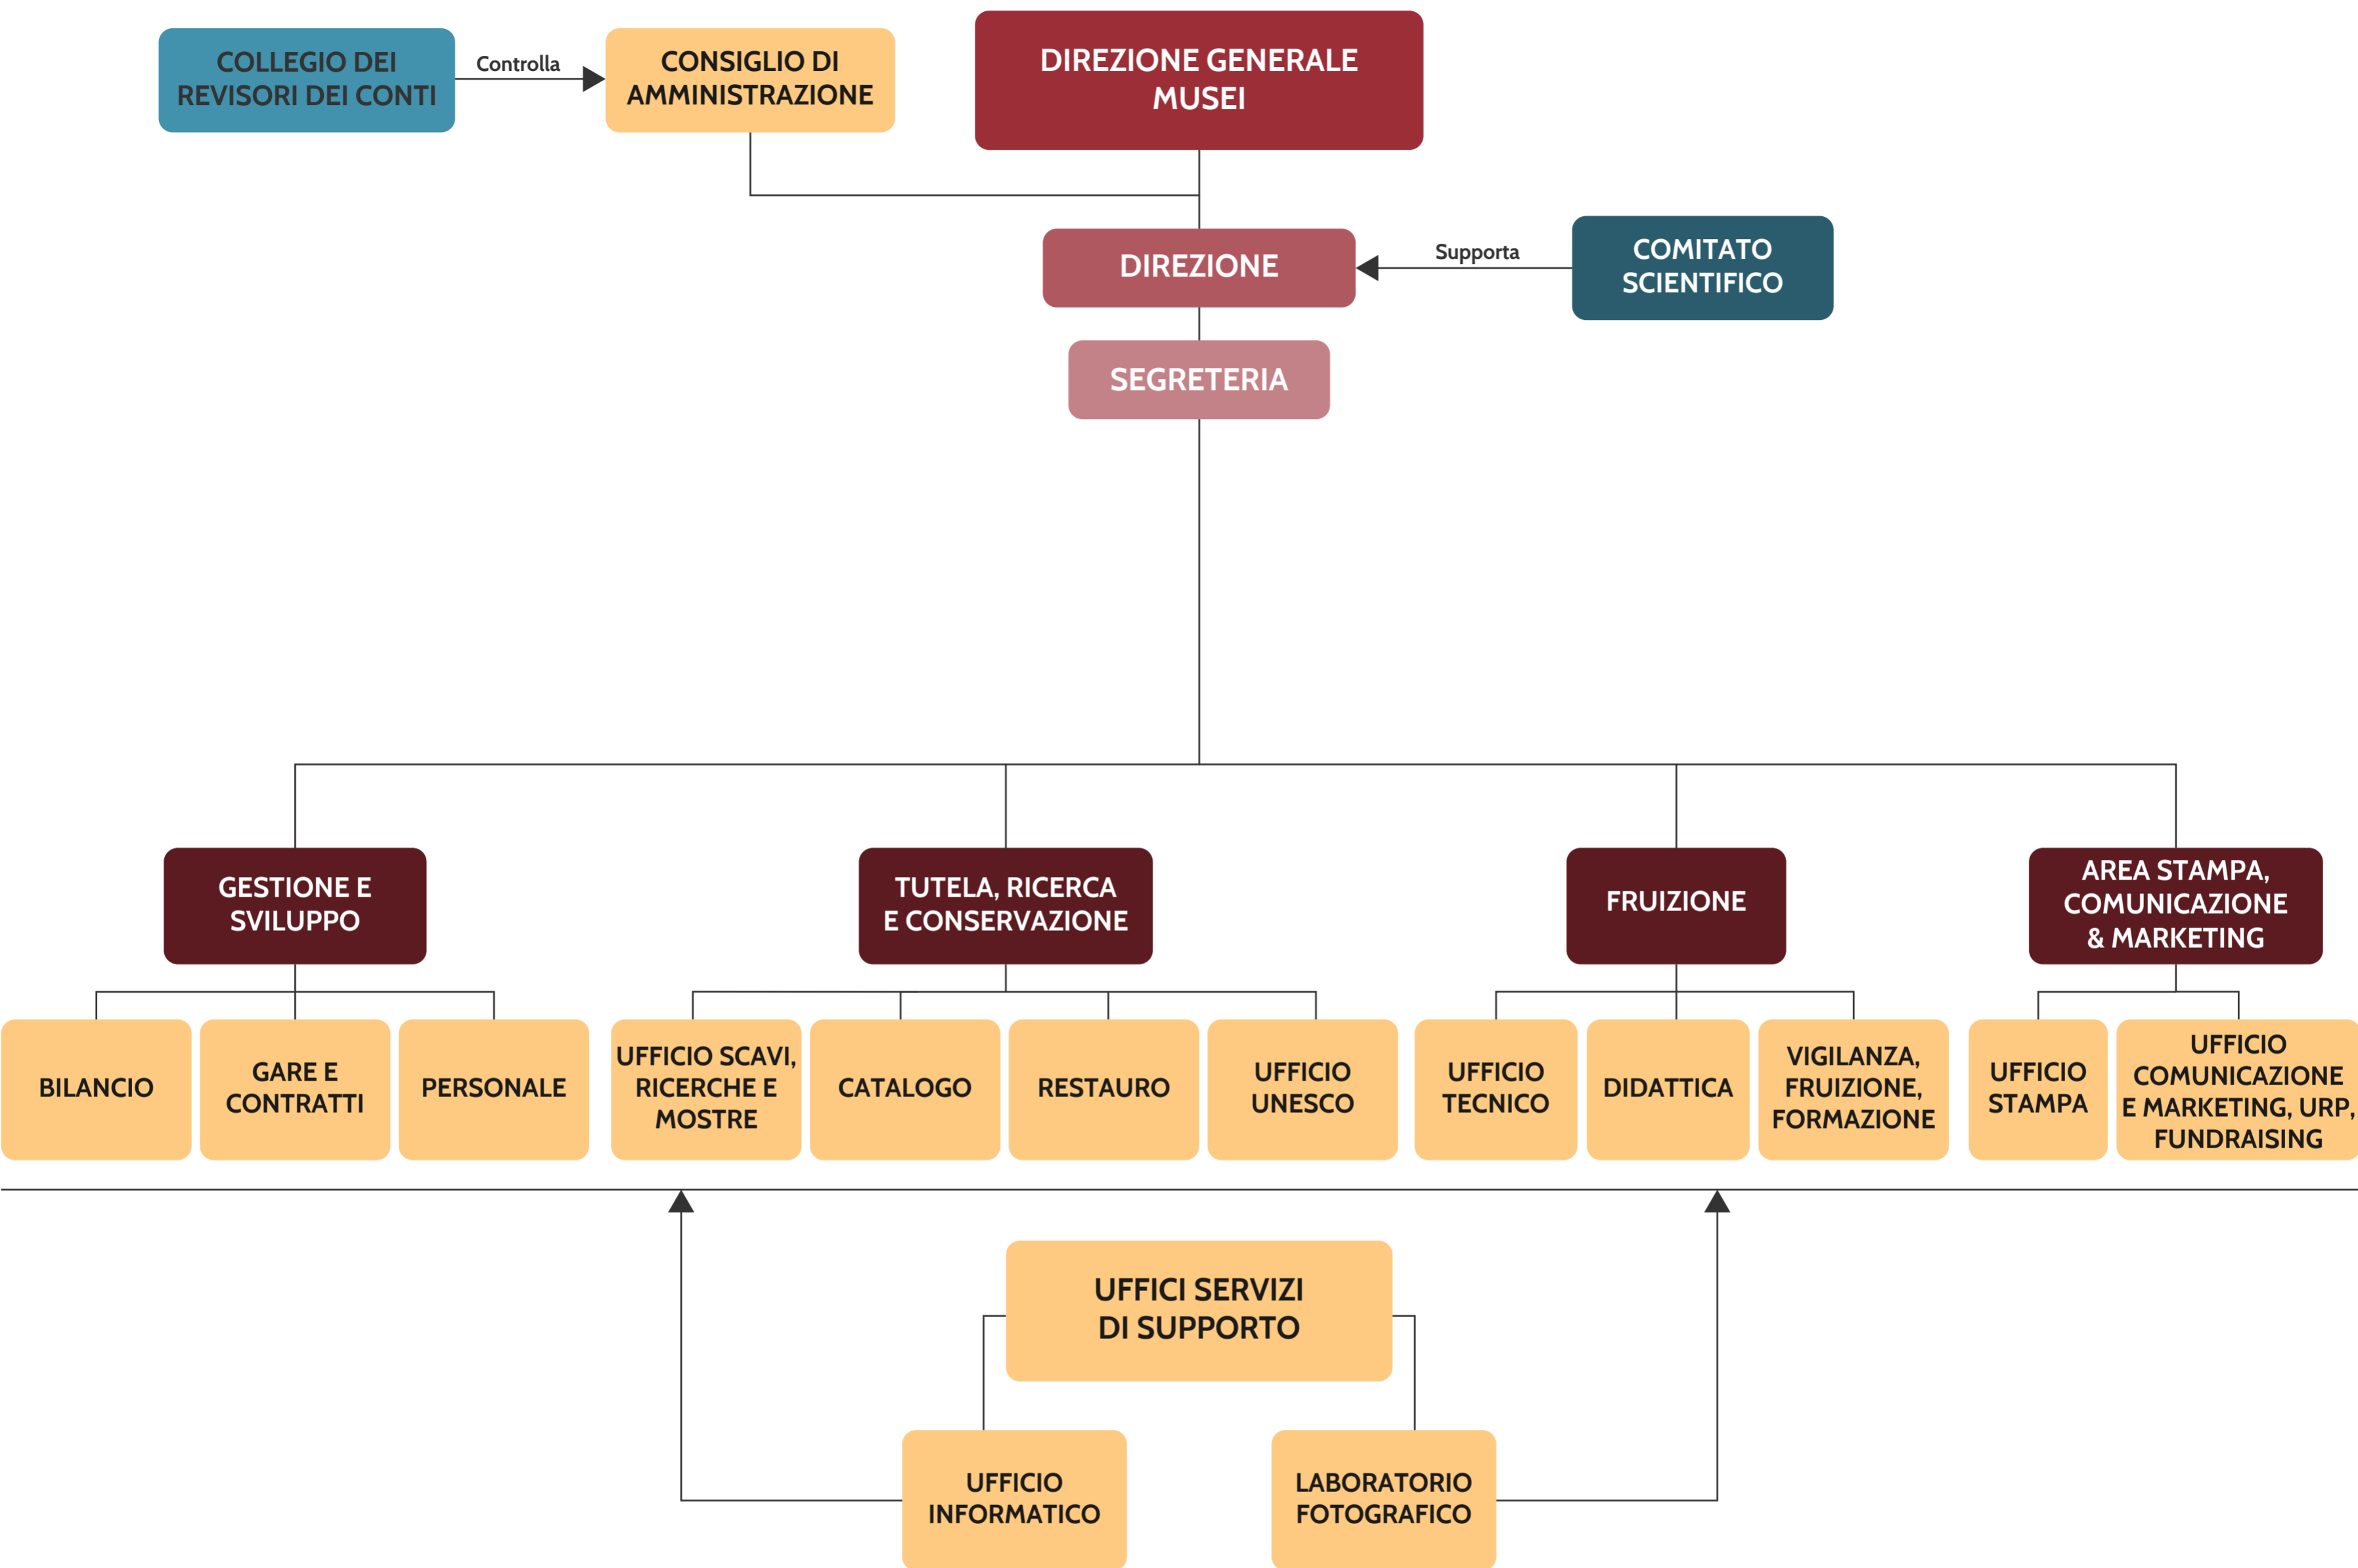 COLLEGIO DEI
REVISORI DEI CONTI
Controlla
CONSIGLIO DI
AMMINISTRAZIONE
DIREZIONE GENERALE
MUSEI
DIREZIONE
Supporta
COMITATO
SCIENTIFICO
SEGRETERIA
GESTIONE E
SVILUPPO
TUTELA, RICERCA
E CONSERVAZIONE
FRUIZIONE
AREA STAMPA,
COMUNICAZIONE
& MARKETING
BILANCIO
GARE E
CONTRATTI
PERSONALE
UFFICIO SCAVI,
RICERCHE E
MOSTRE
CATALOGO
RESTAURO
UFFICIO
UNESCO
UFFICIO
TECNICO
DIDATTICA
VIGILANZA,
FRUIZIONE,
FORMAZIONE
UFFICIO
STAMPA
UFFICIO
COMUNICAZIONE
E MARKETING, URP,
FUNDRAISING
UFFICI SERVIZI
DI SUPPORTO
UFFICIO
INFORMATICO
LABORATORIO
FOTOGRAFICO